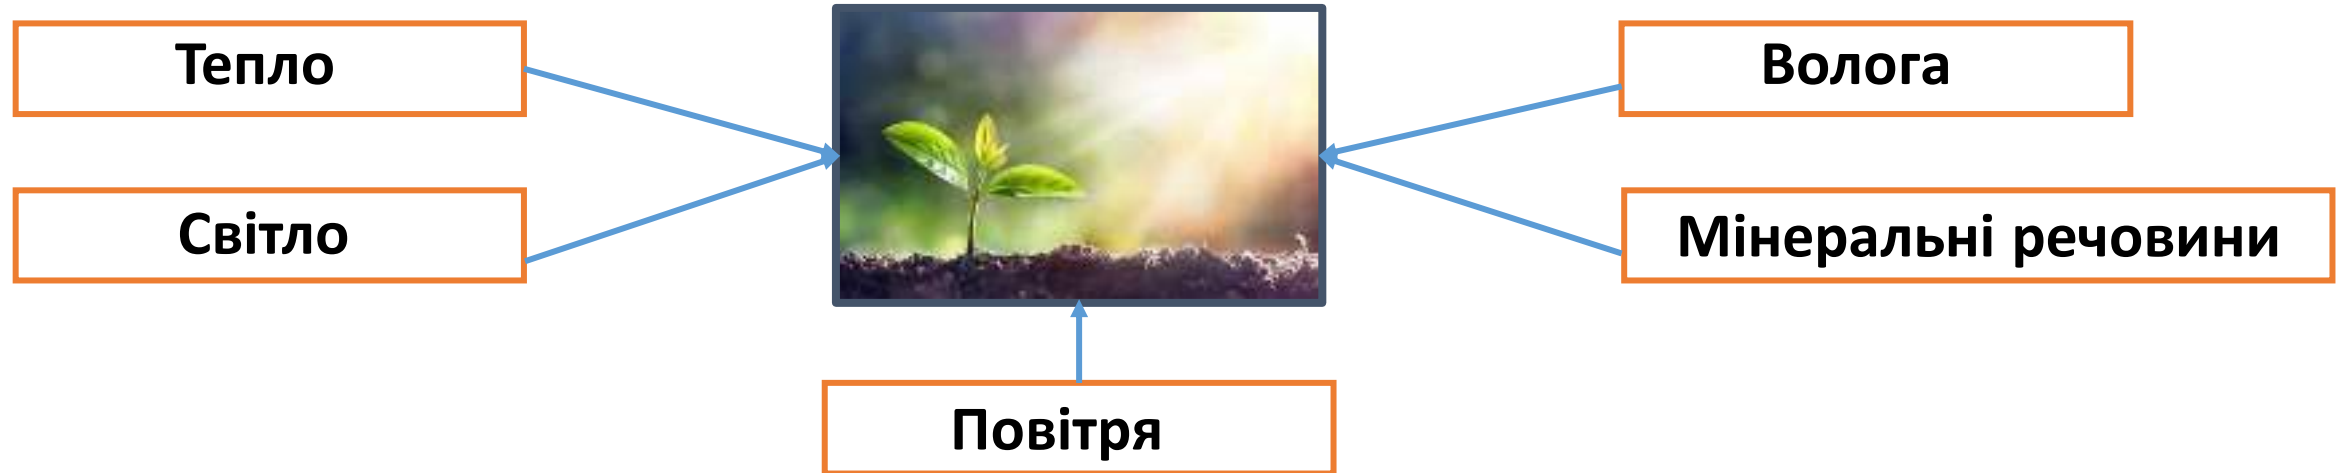 Тепло
Волога
Світло
Мінеральні речовини
Повітря